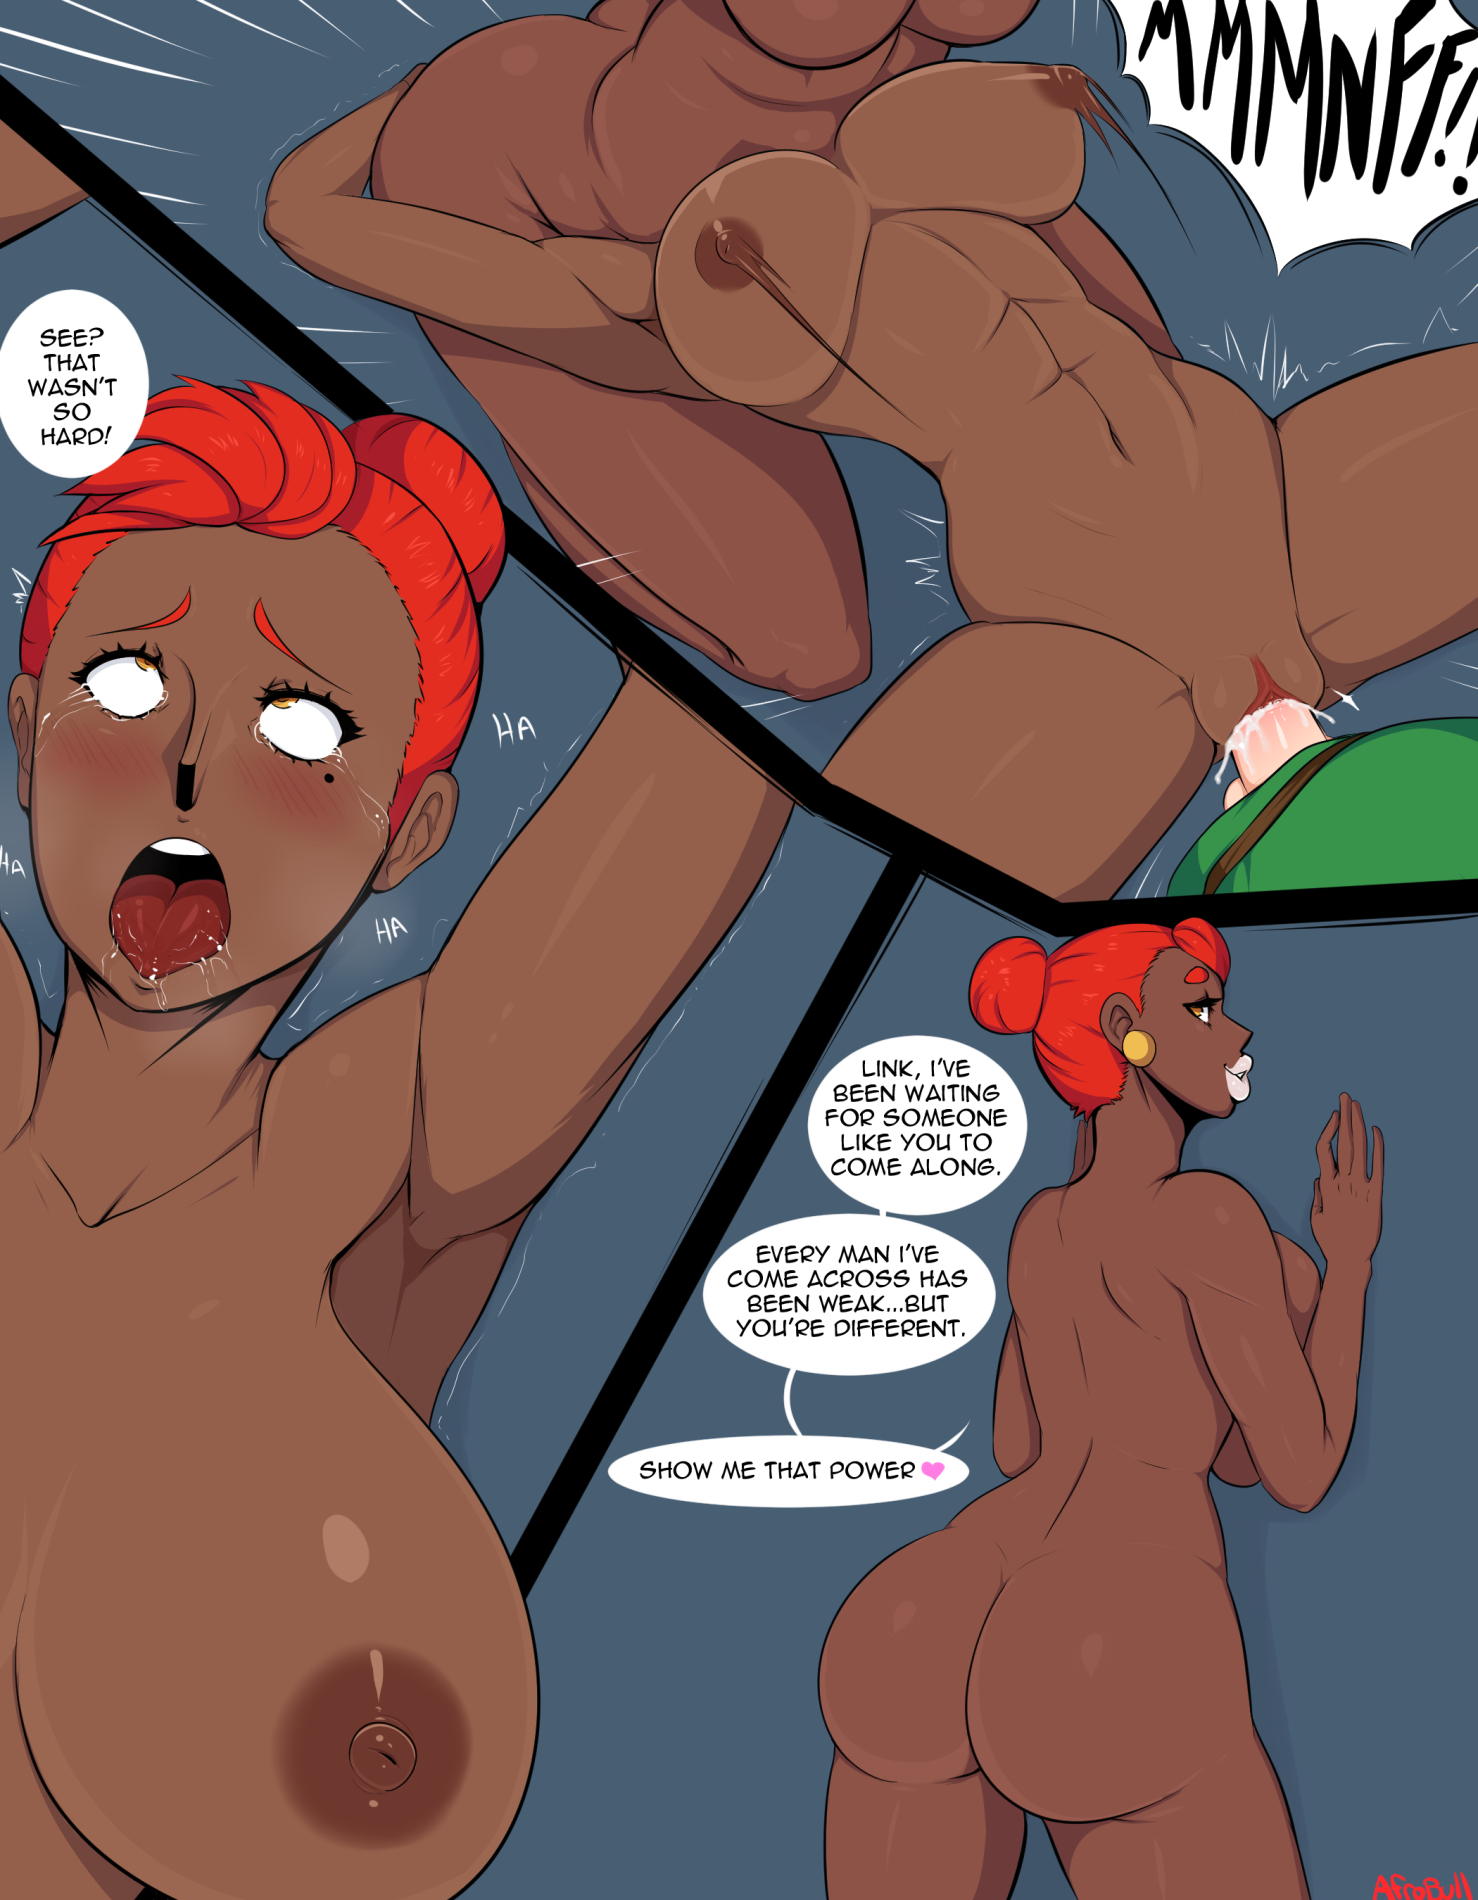 MMMNFF!!
SEE?
THAT
WASN'T
SO
HARD!
HA
HA
HA
LINK, I'VE
BEEN WAITING
FOR SOMEONE
LIKE YOU TO
COME ALONG.
EVERY MAN I'VE
COME ACROSS HAS
BEEN WEAK...BUT
YOU'RE DIFFERENT.
SHOW ME THAT POWER
AfroBull